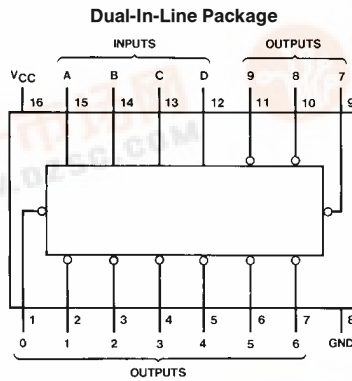 Dual-In-Line Package
INPUTS OUTPUTS
VCC A B C D 9 8 7
16 15 14 13 12 11 10 9
1 2 3 4 5 6 7 8
0 1 2 3 4 5 6 GND
OUTPUTS